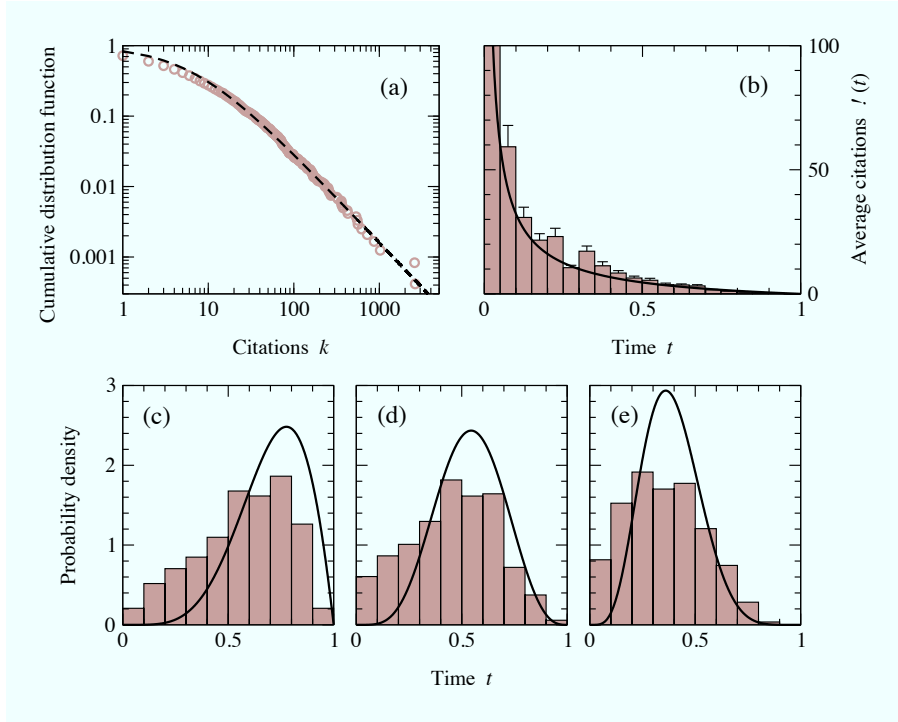 Cumulative distribution function
1
0.1
0.01
0.001
(a)
1 10 100 1000
Citations k
(b)
100
50
0
Average citations ! (t)
0 0.5 1
Time t
Probability density
3
2
1
0
(c)
(d)
(e)
0 0.5 1
0 0.5 1
0 0.5 1
Time t